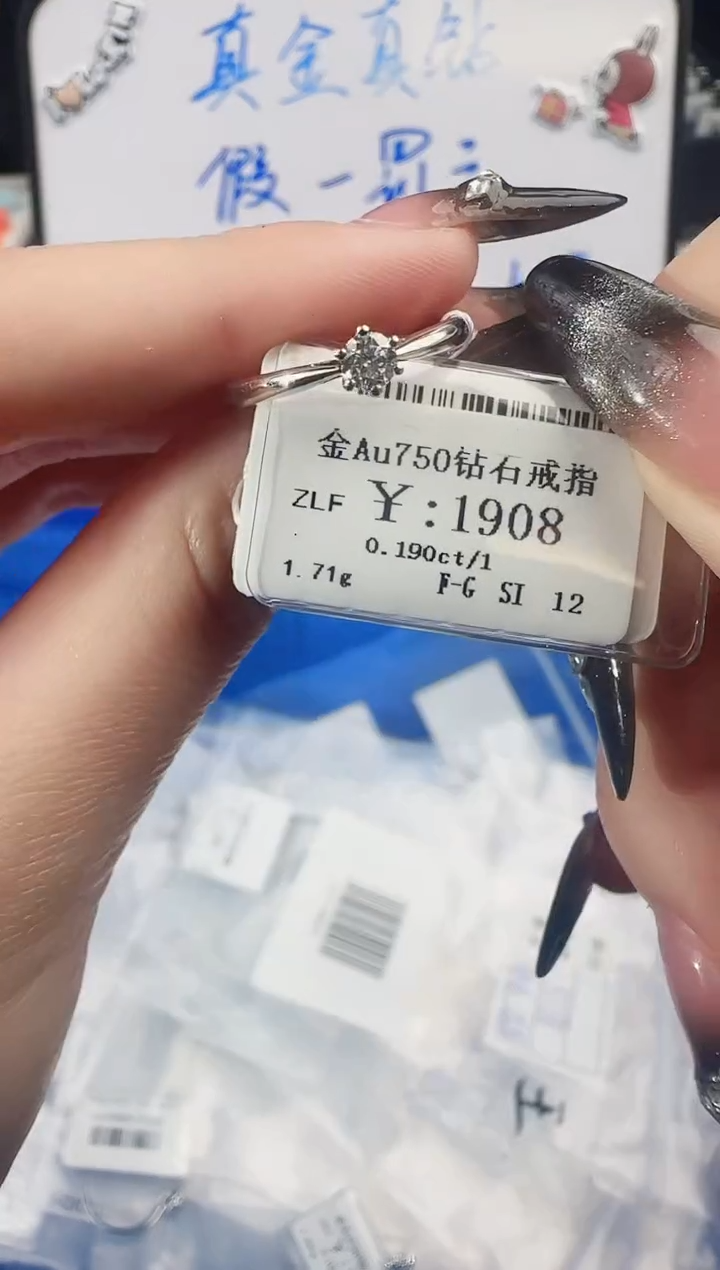 真金真钻
假一罚三
金Au750钻石戒指
ZLF ¥:1908
0.190ct/1
1.71g F-G SI 12